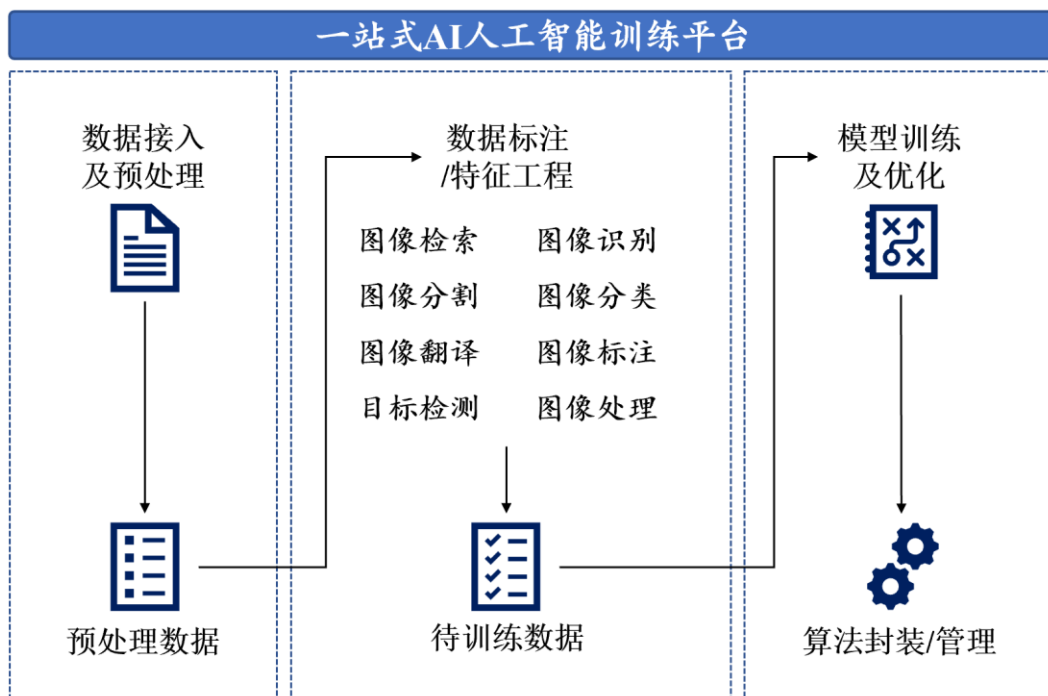 一站式AI人工智能训练平台
数据接入
及预处理
预处理数据
数据标注
/特征工程
图像检索 图像识别
图像分割 图像分类
图像翻译 图像标注
目标检测 图像处理
待训练数据
模型训练
及优化
算法封装/管理